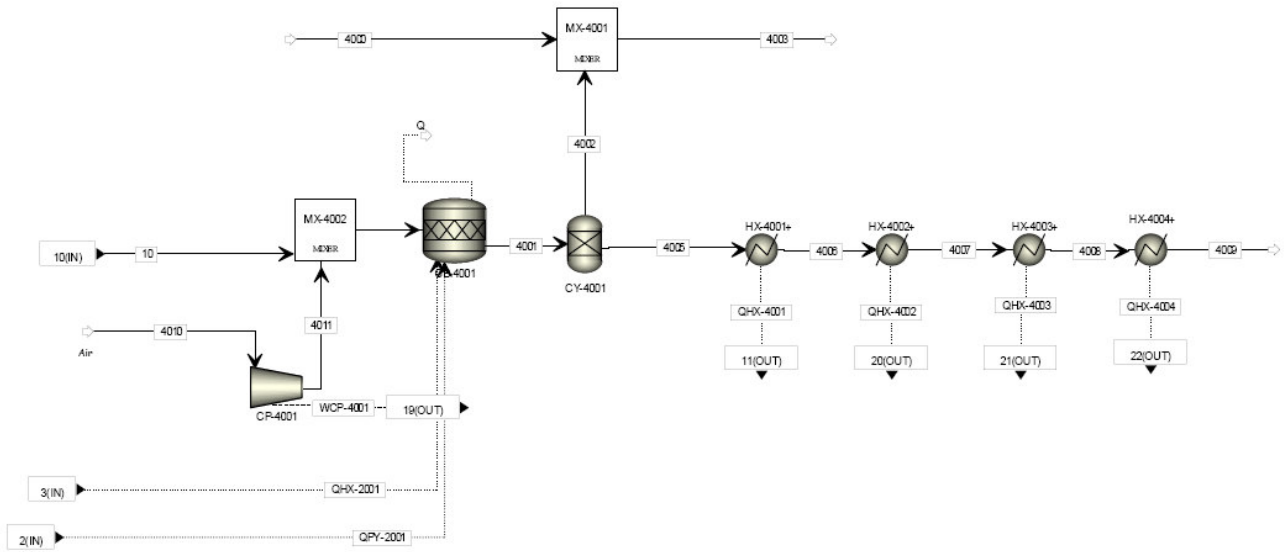 MX-4001
4000
4003
MIXER
Q
4002
MX-4002
MIXER
10(IN)
10
4001
CY-4001
4005
HX-4001+
4006
HX-4002+
4007
HX-4003+
4008
HX-4004+
4009
4011
4010
Air
CP-4001
WCP-4001
19(OUT)
QHX-4001
QHX-4002
QHX-4003
QHX-4004
11(OUT)
20(OUT)
21(OUT)
22(OUT)
3(IN)
QHX-2001
2(IN)
QPY-2001